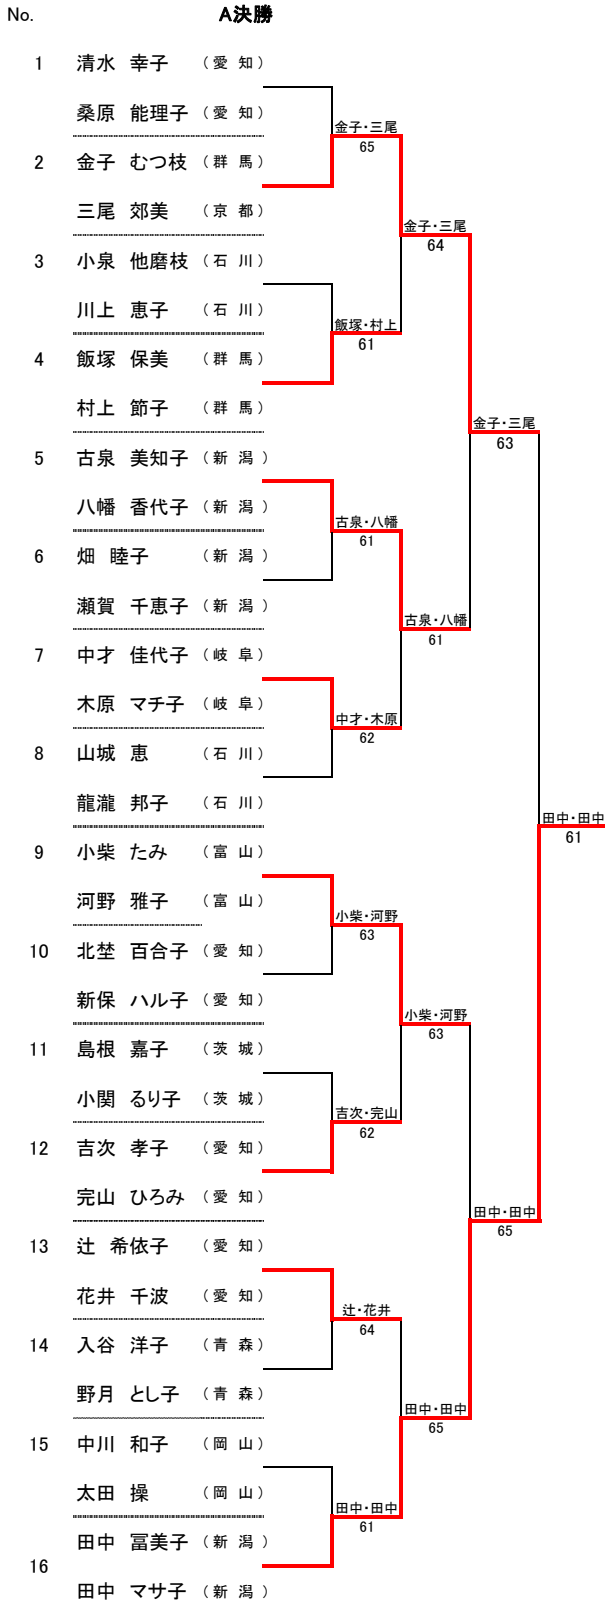 No. A決勝
1 清水 幸子 （愛 知）
桑原 能理子 （愛 知）
金子・三尾
65
2 金子 むつ枝 （群 馬）
三尾 郊美 （京 都）
金子・三尾
64
3 小泉 他磨枝 （石 川）
川上 恵子 （石 川）
飯塚・村上
61
4 飯塚 保美 （群 馬）
村上 節子 （群 馬）
金子・三尾
63
5 古泉 美知子 （新 潟）
八幡 香代子 （新 潟）
古泉・八幡
61
6 畑 睦子 （新 潟）
瀬賀 千恵子 （新 潟）
古泉・八幡
61
7 中才 佳代子 （岐 阜）
木原 マチ子 （岐 阜）
中才・木原
62
8 山城 恵 （石 川）
龍瀧 邦子 （石 川）
田中・田中
61
9 小柴 たみ （富 山）
河野 雅子 （富 山）
小柴・河野
63
10 北埜 百合子 （愛 知）
新保 ハル子 （愛 知）
小柴・河野
63
11 島根 嘉子 （茨 城）
小関 るり子 （茨 城）
吉次・完山
62
12 吉次 孝子 （愛 知）
完山 ひろみ （愛 知）
田中・田中
65
13 辻 希依子 （愛 知）
花井 千波 （愛 知）
辻・花井
64
14 入谷 洋子 （青 森）
野月 とし子 （青 森）
田中・田中
65
15 中川 和子 （岡 山）
太田 操 （岡 山）
田中・田中
61
田中 冨美子 （新 潟）
16
田中 マサ子 （新 潟）